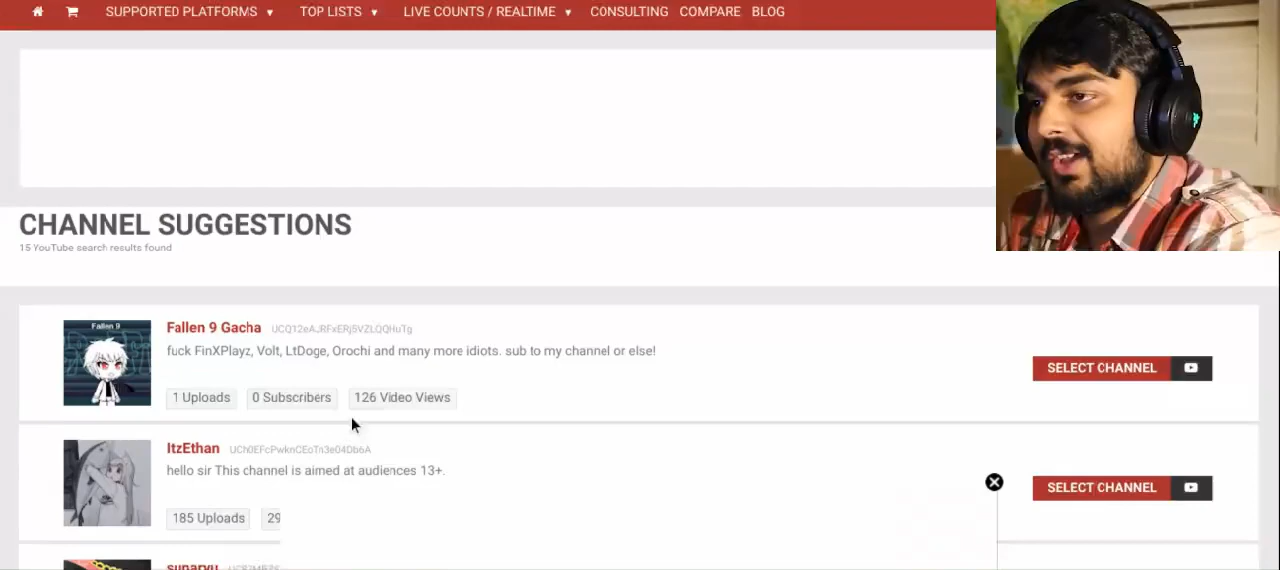 SUPPORTED PLATFORMS ▼ TOP LISTS ▼ LIVE COUNTS / REALTIME ▼ CONSULTING COMPARE BLOG
CHANNEL SUGGESTIONS
15 YouTube search results found
Fallen 9
Fallen 9 Gacha
fuck FinXPlayz, Volt, LtDoge, Orochi and many more idiots. sub to my channel or else!
SELECT CHANNEL
1 Uploads 0 Subscribers 126 Video Views
ItzEthan
hello sir This channel is aimed at audiences 13+.
SELECT CHANNEL
185 Uploads 29